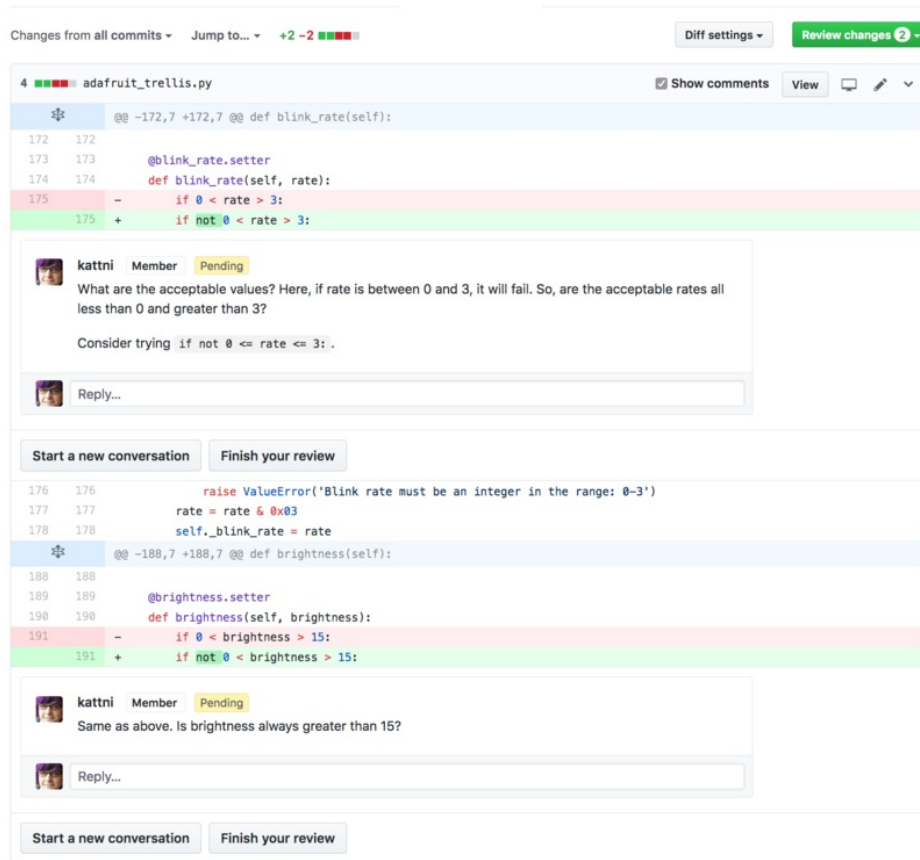 Changes from all commits Jump to... +2 −2 Diff settings Review changes 2
4 adafruit_trellis.py Show comments View
@@ -172,7 +172,7 @@ def blink_rate(self):
172 172
173 173 @blink_rate.setter
174 174 def blink_rate(self, rate):
175 - if 0 < rate > 3:
175 + if not 0 < rate > 3:
kattni Member Pending
What are the acceptable values? Here, if rate is between 0 and 3, it will fail. So, are the acceptable rates all
less than 0 and greater than 3?
Consider trying if not 0 <= rate <= 3: .
Reply...
Start a new conversation Finish your review
176 176 raise ValueError('Blink rate must be an integer in the range: 0-3')
177 177 rate = rate & 0x03
178 178 self._blink_rate = rate
@@ -188,7 +188,7 @@ def brightness(self):
188 188
189 189 @brightness.setter
190 190 def brightness(self, brightness):
191 - if 0 < brightness > 15:
191 + if not 0 < brightness > 15:
kattni Member Pending
Same as above. Is brightness always greater than 15?
Reply...
Start a new conversation Finish your review